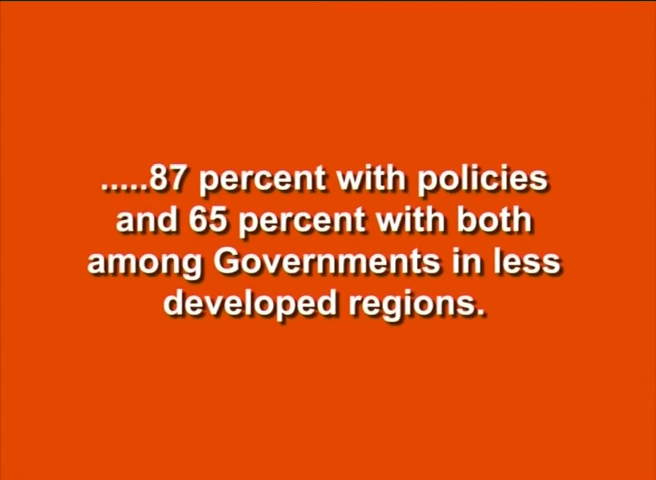 .....87 percent with policies
and 65 percent with both
among Governments in less
developed regions.